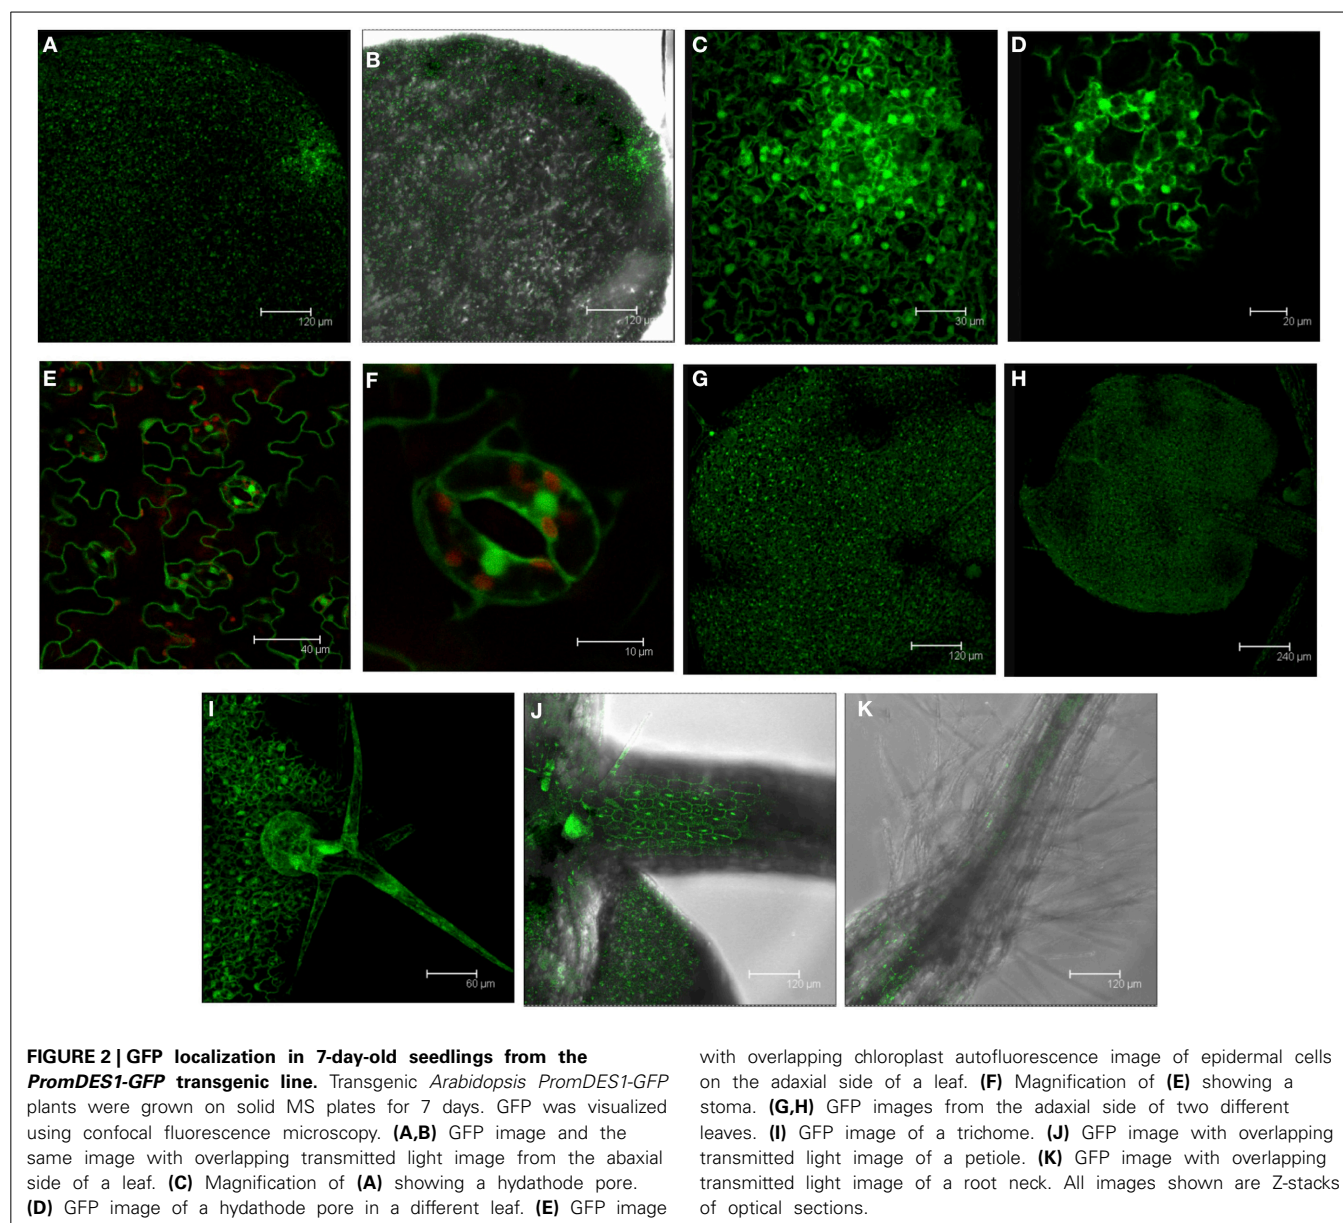 A
B
C
D
120 µm
120 µm
30 µm
20 µm
E
F
G
H
40 µm
10 µm
120 µm
240 µm
I
J
K
60 µm
120 µm
120 µm
FIGURE 2 | GFP localization in 7-day-old seedlings from the
PromDES1-GFP transgenic line. Transgenic Arabidopsis PromDES1-GFP
plants were grown on solid MS plates for 7 days. GFP was visualized
using confocal fluorescence microscopy. (A,B) GFP image and the
same image with overlapping transmitted light image from the abaxial
side of a leaf. (C) Magnification of (A) showing a hydathode pore.
(D) GFP image of a hydathode pore in a different leaf. (E) GFP image
with overlapping chloroplast autofluorescence image of epidermal cells
on the adaxial side of a leaf. (F) Magnification of (E) showing a
stoma. (G,H) GFP images from the adaxial side of two different
leaves. (I) GFP image of a trichome. (J) GFP image with overlapping
transmitted light image of a petiole. (K) GFP image with overlapping
transmitted light image of a root neck. All images shown are Z-stacks
of optical sections.